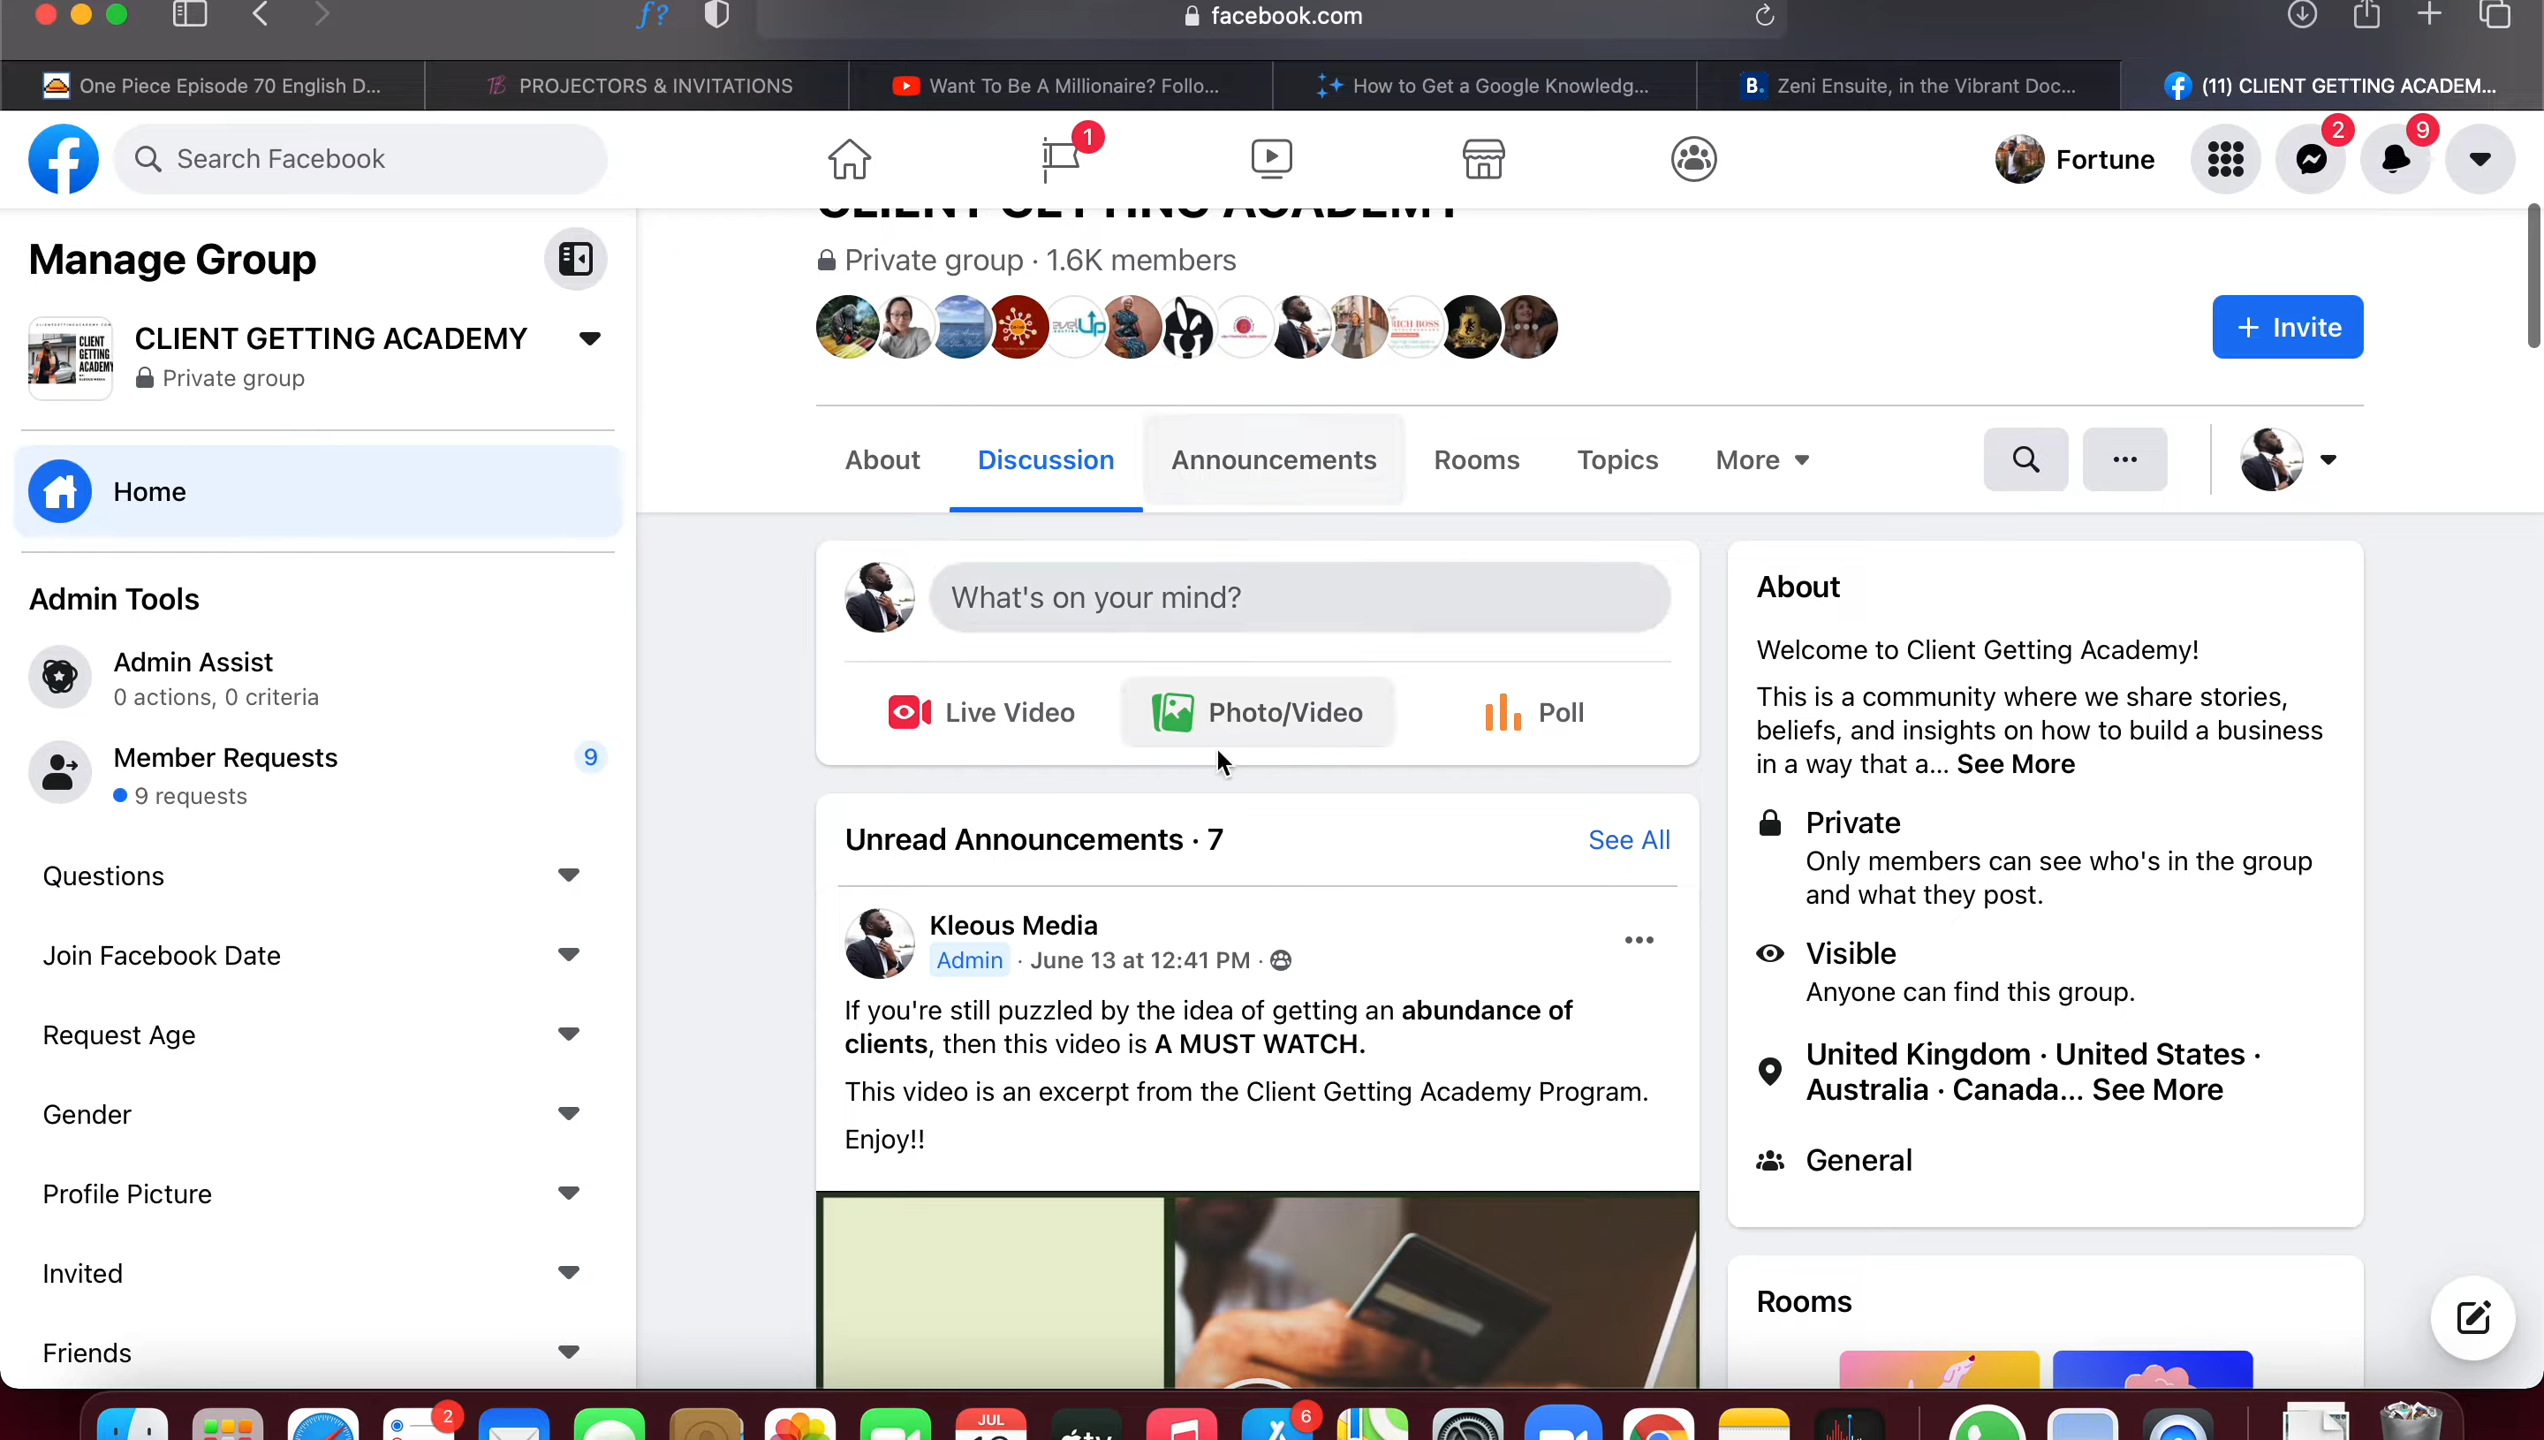 facebook.com
One Piece Episode 70 English D...
PROJECTORS & INVITATIONS
Want To Be A Millionaire? Follo...
How to Get a Google Knowledg...
B. Zeni Ensuite, in the Vibrant Doc...
(11) CLIENT GETTING ACADEM...
Search Facebook
1
Fortune
2
9
Manage Group
CLIENT GETTING ACADEMY
Private group
Home
Admin Tools
Admin Assist
0 actions, 0 criteria
Member Requests
9
9 requests
Questions
Join Facebook Date
Request Age
Gender
Profile Picture
Invited
Friends
CLIENT GETTING ACADEMY
Private group · 1.6K members
+ Invite
About
Discussion
Announcements
Rooms
Topics
More
What's on your mind?
Live Video
Photo/Video
Poll
Unread Announcements · 7
See All
Kleous Media
Admin · June 13 at 12:41 PM ·
If you're still puzzled by the idea of getting an abundance of
clients, then this video is A MUST WATCH.
This video is an excerpt from the Client Getting Academy Program.
Enjoy!!
About
Welcome to Client Getting Academy!
This is a community where we share stories,
beliefs, and insights on how to build a business
in a way that a... See More
Private
Only members can see who's in the group
and what they post.
Visible
Anyone can find this group.
United Kingdom · United States ·
Australia · Canada... See More
General
Rooms
2
JUL
6